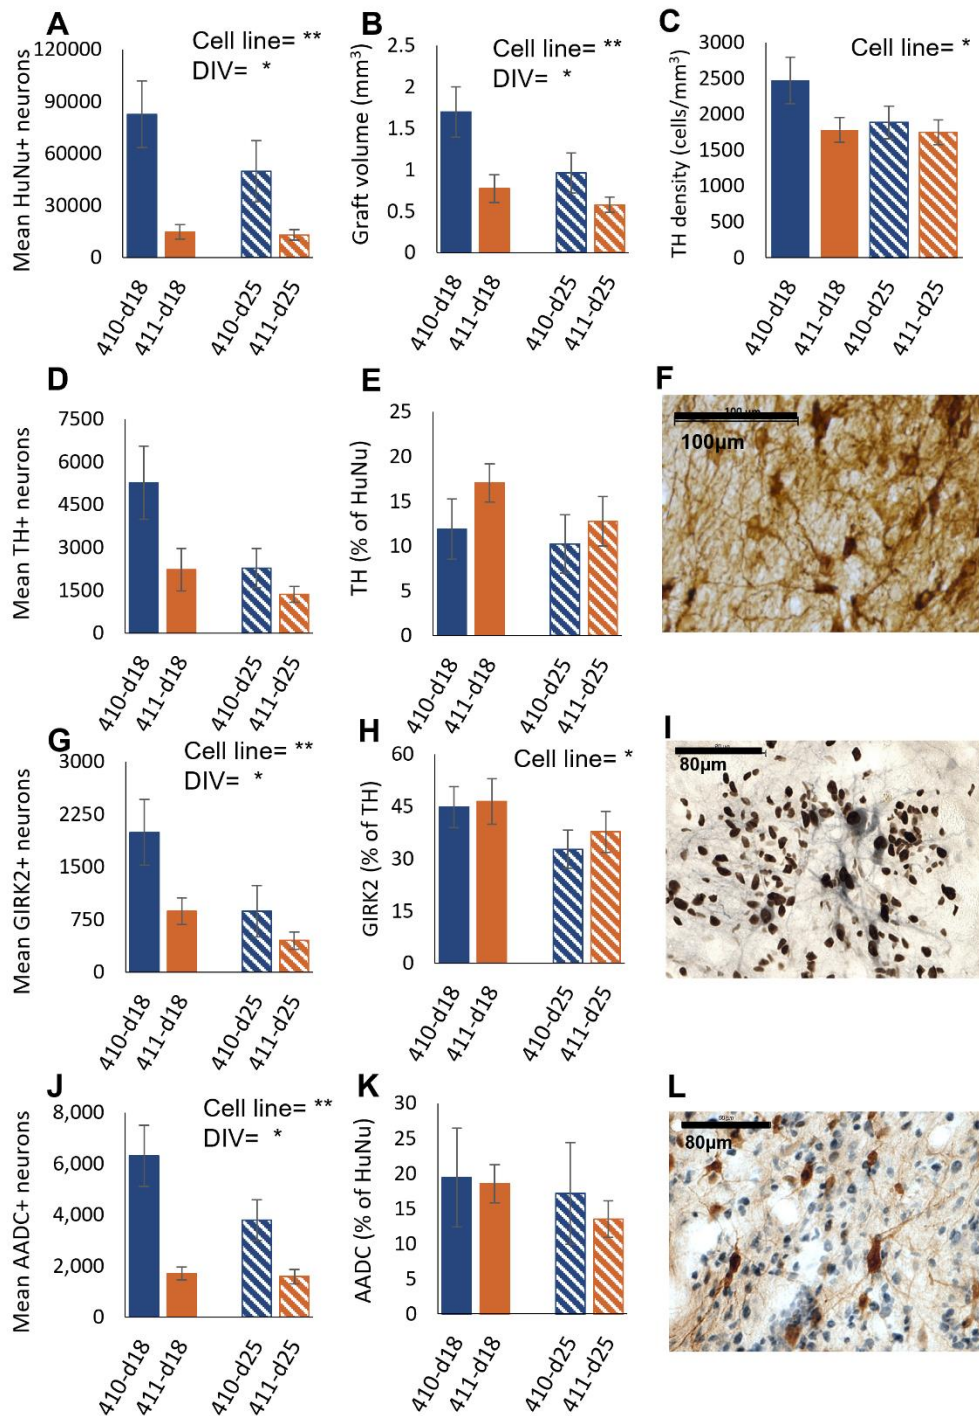 A
Cell line= **
DIV= *
Mean HuNu+ neurons
120000
90000
60000
30000
0
410-d18
411-d18
410-d25
411-d25
B
Cell line= **
DIV= *
Graft volume (mm³)
2.5
2
1.5
1
0.5
0
410-d18
411-d18
410-d25
411-d25
C
Cell line= *
TH density (cells/mm³)
3000
2500
2000
1500
1000
500
0
410-d18
411-d18
410-d25
411-d25
D
Mean TH+ neurons
7500
6000
4500
3000
1500
0
410-d18
411-d18
410-d25
411-d25
E
TH (% of HuNu)
25
20
15
10
5
0
410-d18
411-d18
410-d25
411-d25
F
100 µm
100µm
G
Cell line= **
DIV= *
Mean GIRK2+ neurons
3000
2250
1500
750
0
410-d18
411-d18
410-d25
411-d25
H
Cell line= *
GIRK2 (% of TH)
60
45
30
15
0
410-d18
411-d18
410-d25
411-d25
I
80µm
J
Cell line= **
DIV= *
Mean AADC+ neurons
8,000
6,000
4,000
2,000
0
410-d18
411-d18
410-d25
411-d25
K
AADC (% of HuNu)
30
25
20
15
10
5
0
410-d18
411-d18
410-d25
411-d25
L
80µm